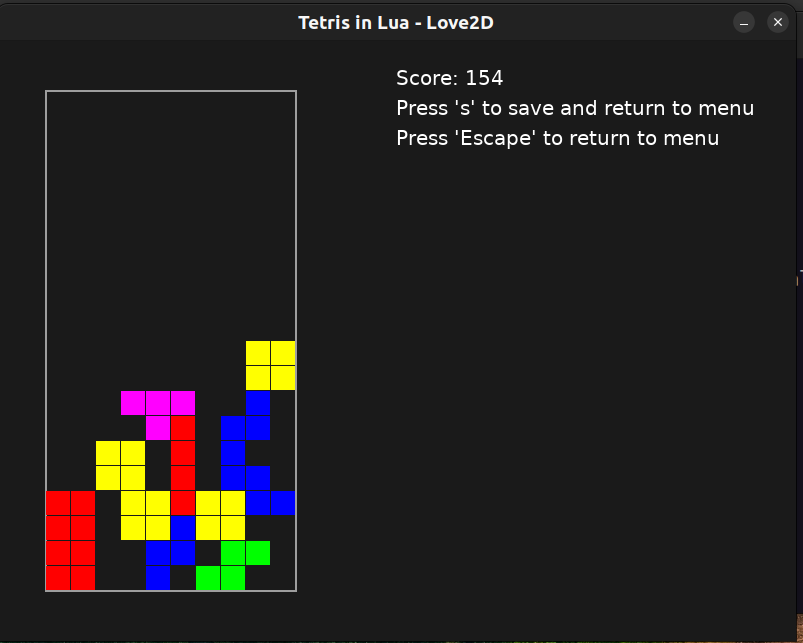 Tetris in Lua - Love2D
Score: 154
Press 's' to save and return to menu
Press 'Escape' to return to menu